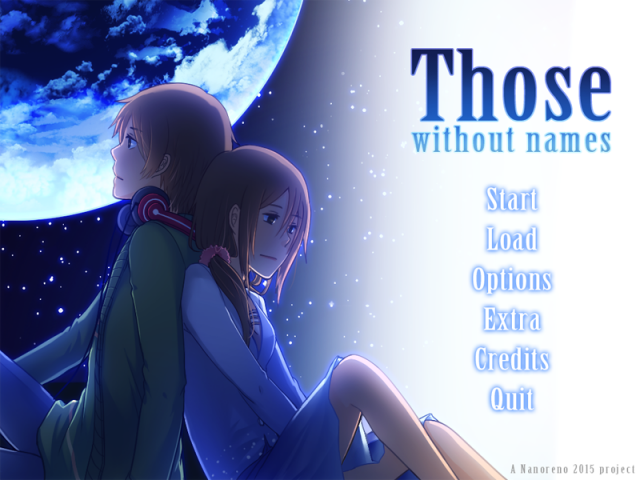 Those
without names
Start
Load
Options
Extra
Credits
Quit
A Nanoreno 2015 project